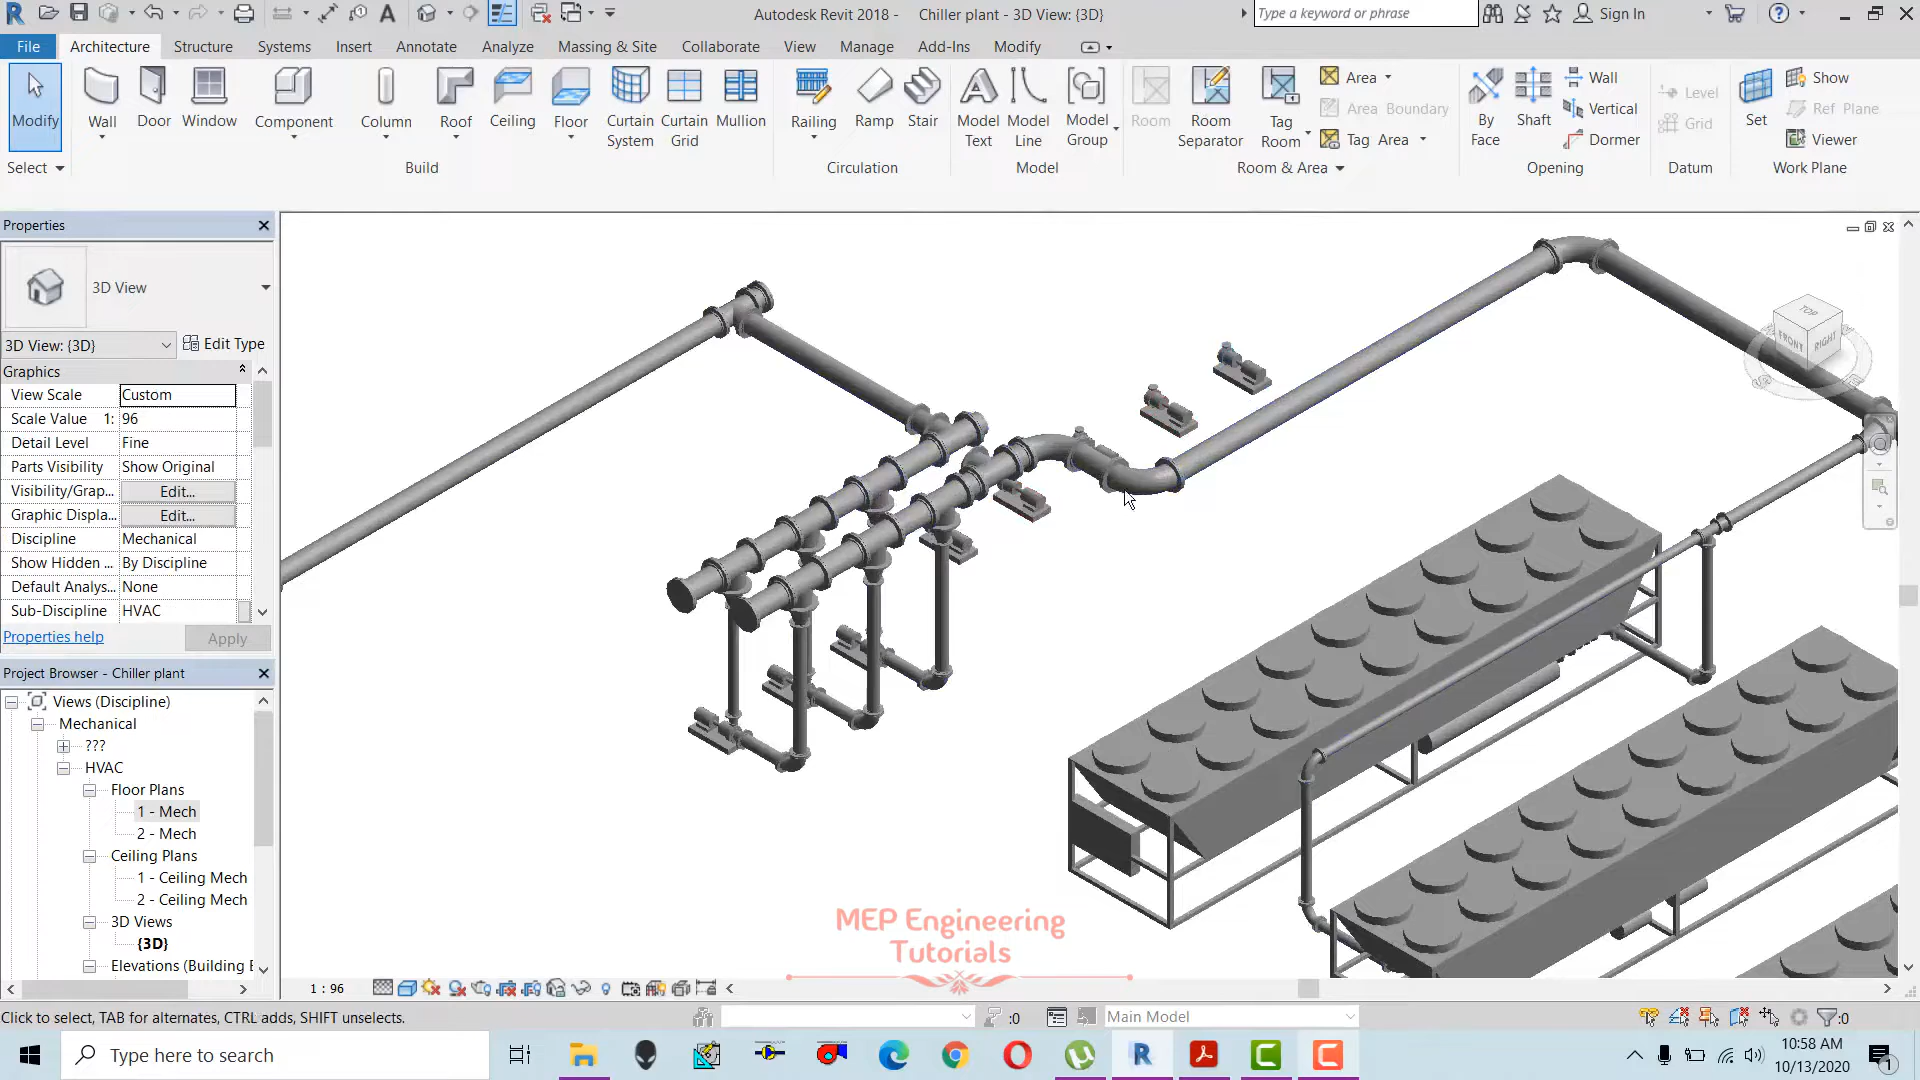 Autodesk Revit 2018 - Chiller plant - 3D View: {3D}
Type a keyword or phrase
Sign In
File Architecture Structure Systems Insert Annotate Analyze Massing & Site Collaborate View Manage Add-Ins Modify
Modify
Wall
Door
Window
Component
Column
Roof
Ceiling
Floor
Curtain System
Curtain Grid
Mullion
Railing
Ramp
Stair
Model Text
Model Line
Model Group
Room
Room Separator
Tag Room
Area
Area Boundary
Tag Area
By Face
Shaft
Wall
Vertical
Dormer
Level
Grid
Set
Show
Ref Plane
Viewer
Select
Build
Circulation
Model
Room & Area
Opening
Datum
Work Plane
Properties
3D View
3D View: {3D}
Edit Type
Graphics
View Scale Custom
Scale Value 1: 96
Detail Level Fine
Parts Visibility Show Original
Visibility/Grap... Edit...
Graphic Displa... Edit...
Discipline Mechanical
Show Hidden ... By Discipline
Default Analys... None
Sub-Discipline HVAC
Properties help
Apply
Project Browser - Chiller plant
Views (Discipline)
Mechanical
???
HVAC
Floor Plans
1 - Mech
2 - Mech
Ceiling Plans
1 - Ceiling Mech
2 - Ceiling Mech
3D Views
{3D}
Elevations (Building E
TOP
FRONT
RIGHT
MEP Engineering
Tutorials
1 : 96
Click to select, TAB for alternates, CTRL adds, SHIFT unselects.
:0
Main Model
:0
Type here to search
10:58 AM
10/13/2020
1